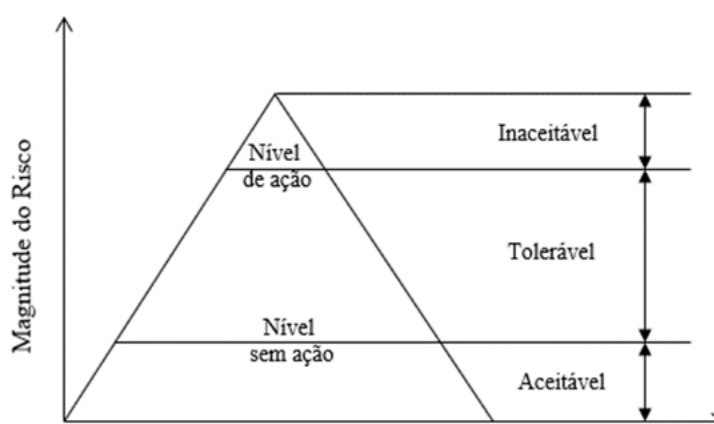 Magnitude do Risco
Inaceitável
Nível
de ação
Tolerável
Nível
sem ação
Aceitável